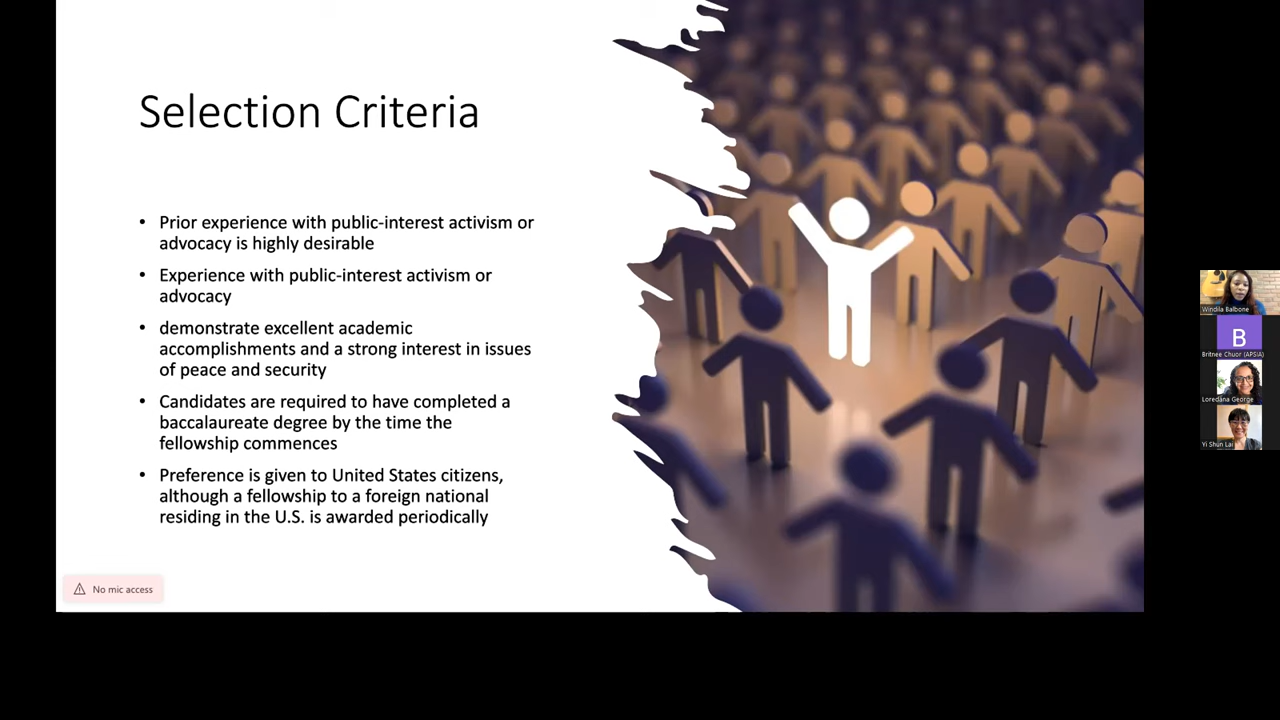 Selection Criteria
• Prior experience with public-interest activism or
advocacy is highly desirable
• Experience with public-interest activism or
advocacy
• demonstrate excellent academic
accomplishments and a strong interest in issues
of peace and security
• Candidates are required to have completed a
baccalaureate degree by the time the
fellowship commences
• Preference is given to United States citizens,
although a fellowship to a foreign national
residing in the U.S. is awarded periodically
No mic access
Windila Balbone
B
Britnee Chuor (APSIA)
Loredana George
Yi Shun Lai